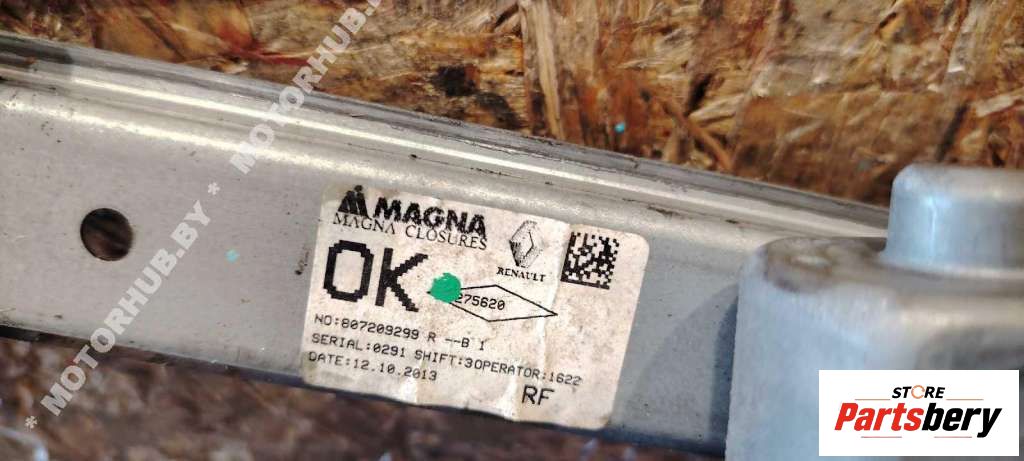 * MOTORHUB.BY * MOTORHUB.BY *
MAGNA
MAGNA CLOSURES
RENAULT
OK
275620
NO:807209299 R --B 1
SERIAL:0291 SHIFT:3OPERATOR:1622
DATE:12.10.2013
RF
STORE
Partsbery